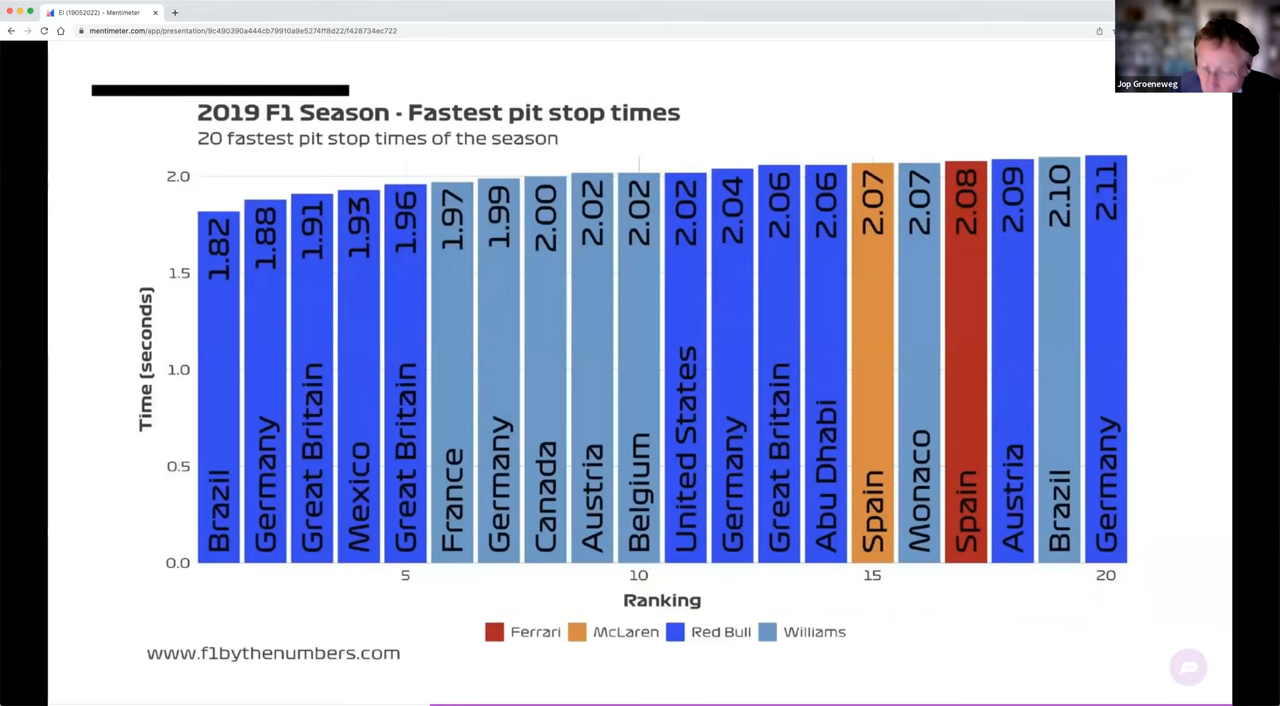 EI (19052022) - Mentimeter
mentimeter.com/app/presentation/9c490390a444cb79910a9e5274ff8d22/f428734ec722
Jop Groeneweg
2019 F1 Season - Fastest pit stop times
20 fastest pit stop times of the season
Time (seconds)
2.0
1.5
1.0
0.5
0.0
1.82
Brazil
1.88
Germany
1.91
Great Britain
1.93
Mexico
1.96
Great Britain
1.97
France
1.99
Germany
2.00
Canada
2.02
Austria
2.02
Belgium
2.02
United States
2.04
Germany
2.06
Great Britain
2.06
Abu Dhabi
2.07
Spain
2.07
Monaco
2.08
Spain
2.09
Austria
2.10
Brazil
2.11
Germany
5 10 15 20
Ranking
Ferrari McLaren Red Bull Williams
www.f1bythenumbers.com